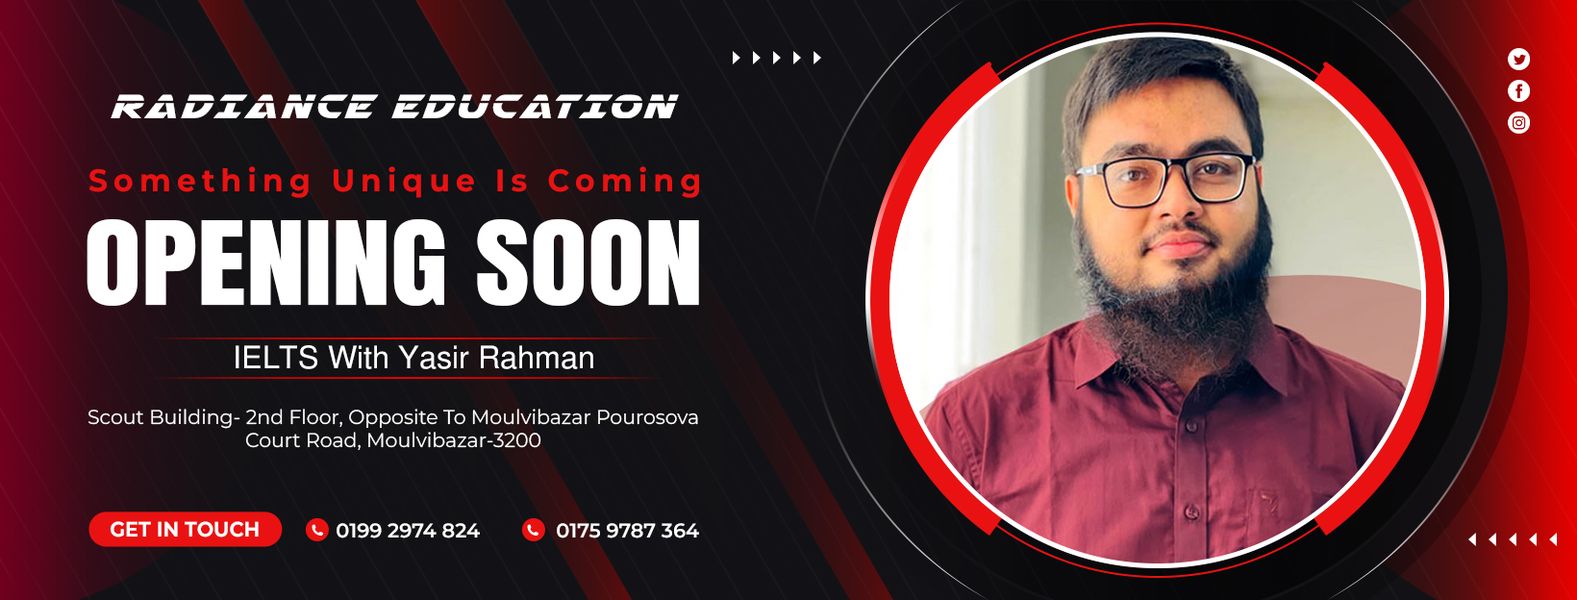 RADIANCE EDUCATION
Something Unique Is Coming
OPENING SOON
IELTS With Yasir Rahman
Scout Building- 2nd Floor, Opposite To Moulvibazar Pourosova
Court Road, Moulvibazar-3200
GET IN TOUCH 0199 2974 824 0175 9787 364